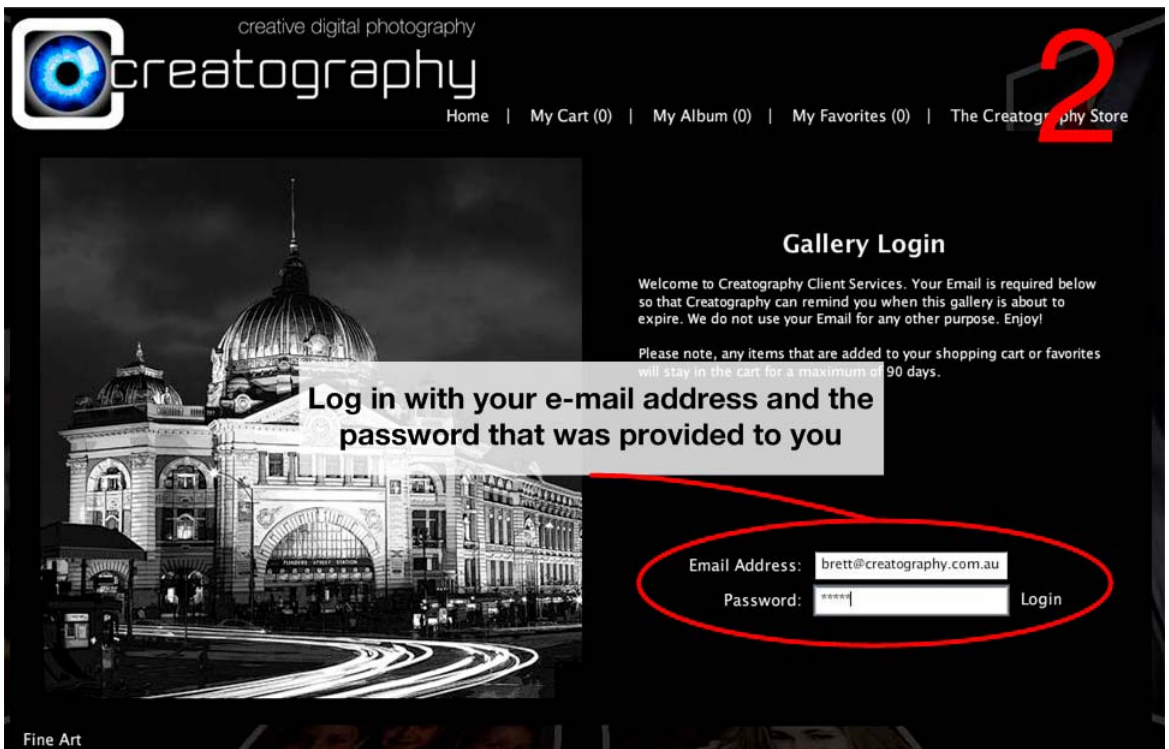 creative digital photography
creatography
2
Home | My Cart (0) | My Album (0) | My Favorites (0) | The Creatography Store
Gallery Login
Welcome to Creatography Client Services. Your Email is required below
so that Creatography can remind you when this gallery is about to
expire. We do not use your Email for any other purpose. Enjoy!
Please note, any items that are added to your shopping cart or favorites
will stay in the cart for a maximum of 90 days.
Log in with your e-mail address and the
password that was provided to you
FLINDERS STREET STATION
Email Address: brett@creatography.com.au
Password: ***** Login
Fine Art